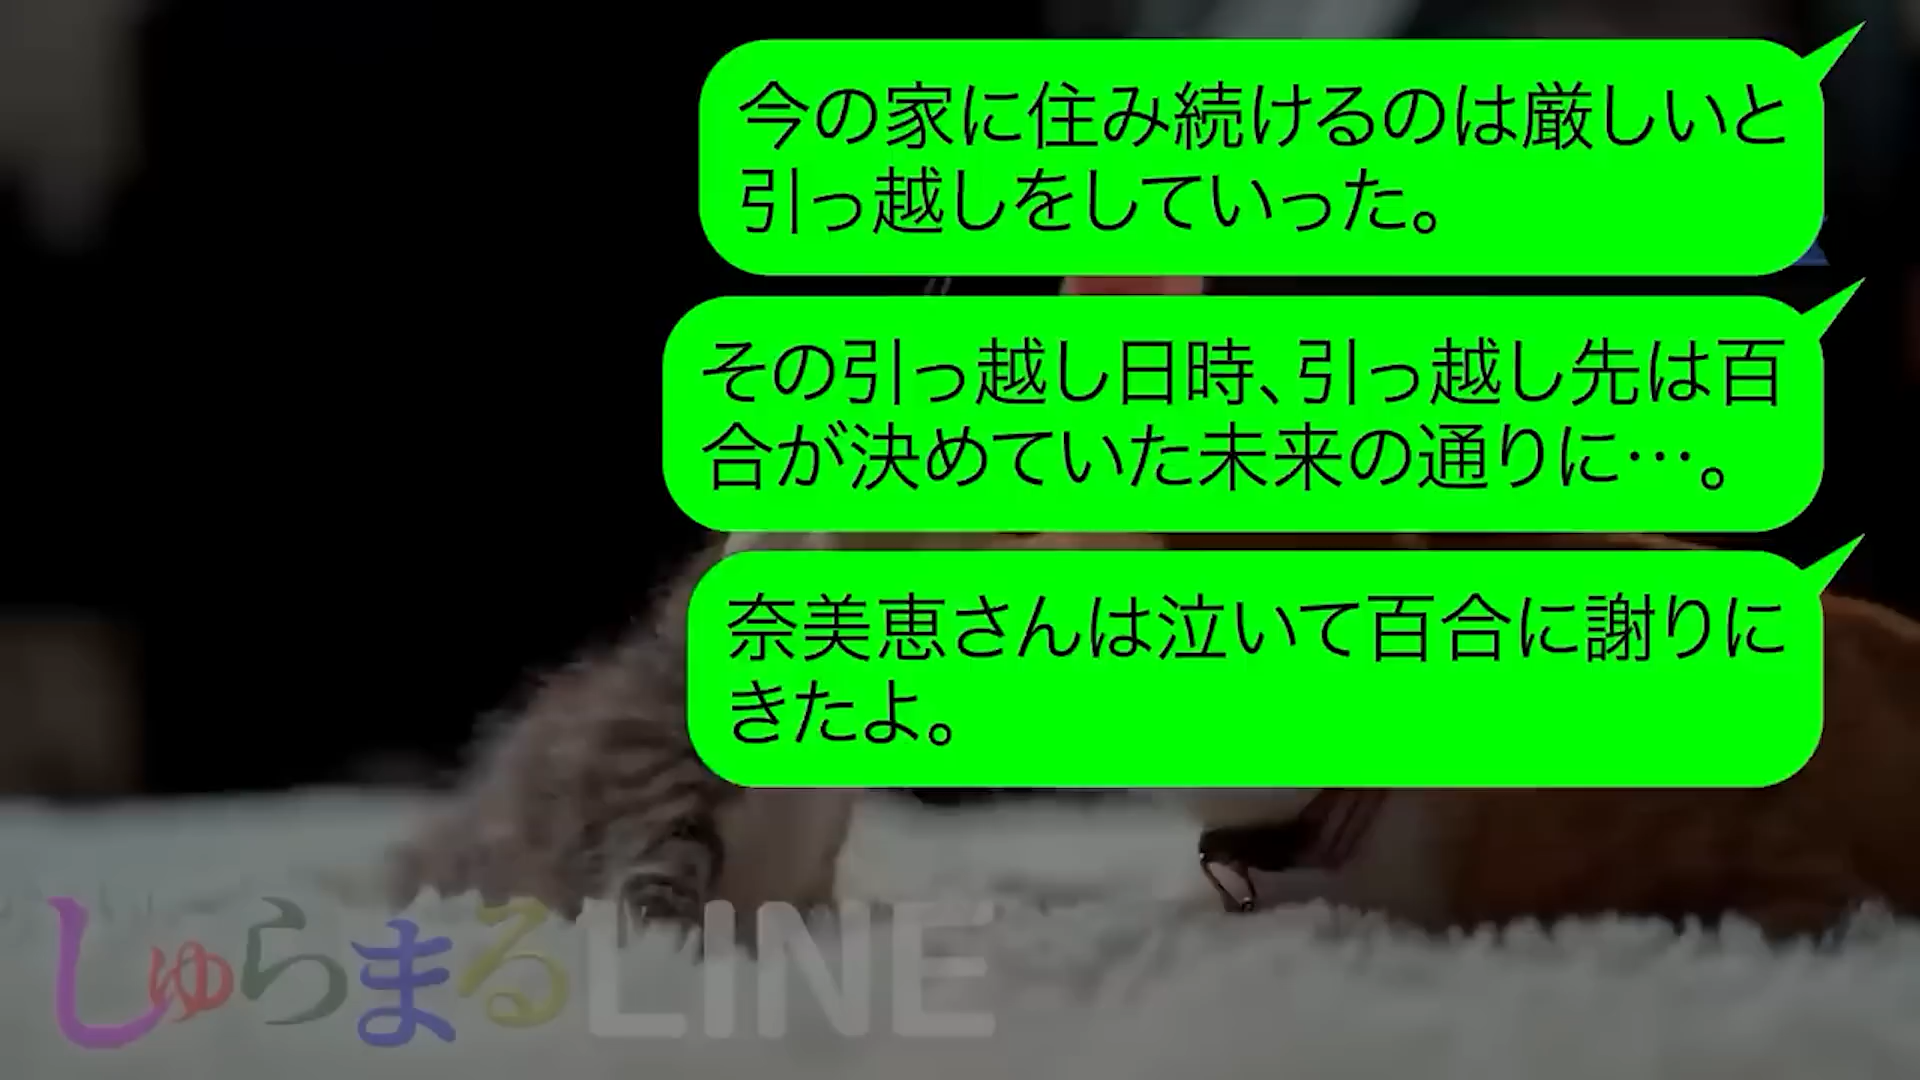 今の家に住み続けるのは厳しいと
引っ越しをしていった。
その引っ越し日時、引っ越し先は百
合が決めていた未来の通りに…。
奈美恵さんは泣いて百合に謝りに
きたよ。
しゅらまるLINE